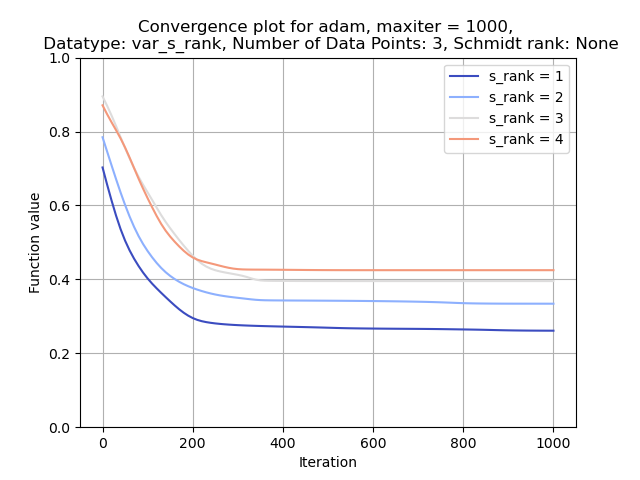 Convergence plot for adam, maxiter = 1000,
Datatype: var_s_rank, Number of Data Points: 3, Schmidt rank: None
1.0
0.8
0.6
0.4
0.2
0.0
Function value
s_rank = 1
s_rank = 2
s_rank = 3
s_rank = 4
0 200 400 600 800 1000
Iteration